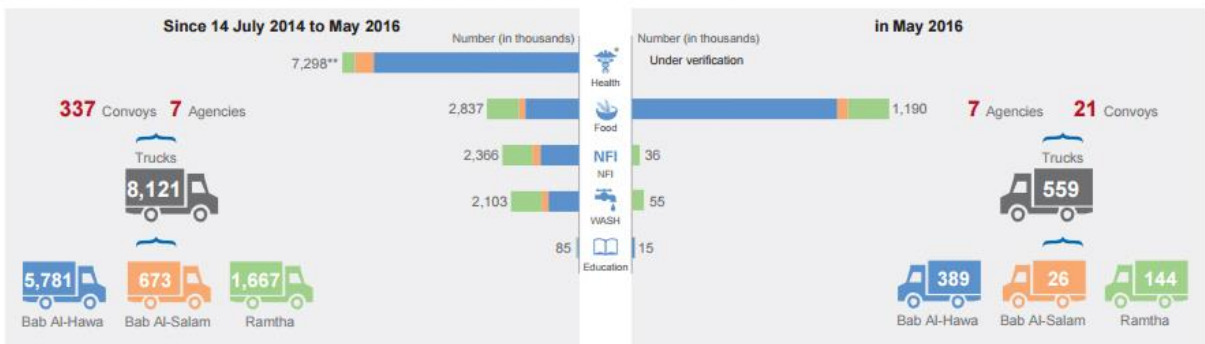 Since 14 July 2014 to May 2016
Number (in thousands)
7,298**
337 Convoys 7 Agencies
Trucks
8,121
5,781
673
1,667
Bab Al-Hawa
Bab Al-Salam
Ramtha
2,837
2,366
2,103
85
*
Health
Food
NFI
NFI
WASH
Education
in May 2016
Number (in thousands)
Under verification
1,190
36
55
15
7 Agencies 21 Convoys
Trucks
559
389
26
144
Bab Al-Hawa
Bab Al-Salam
Ramtha